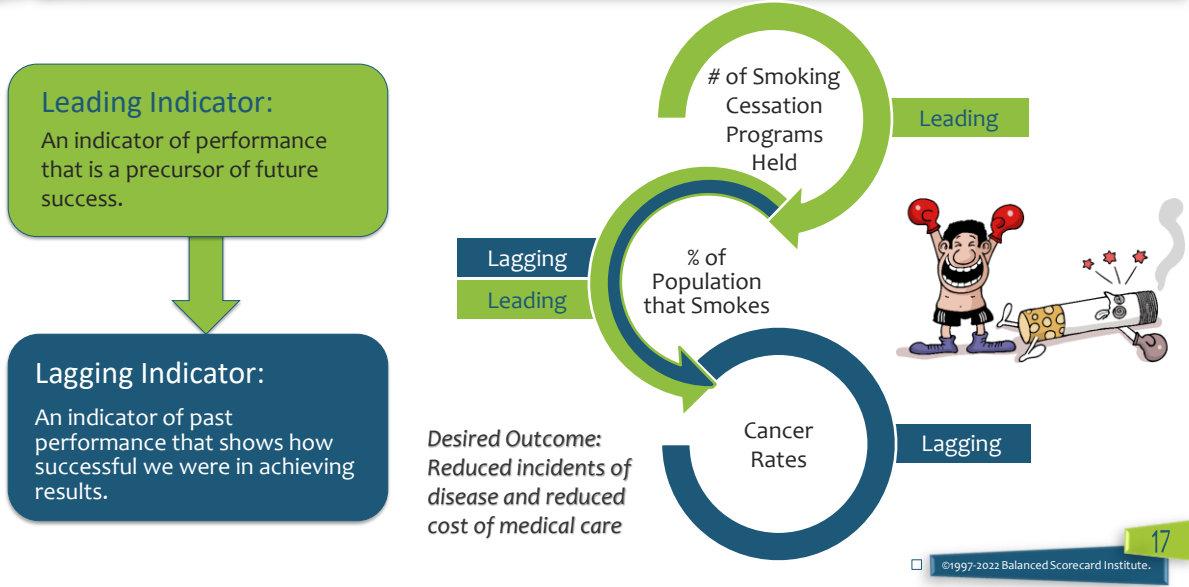 Leading Indicator:
An indicator of performance
that is a precursor of future
success.
Lagging Indicator:
An indicator of past
performance that shows how
successful we were in achieving
results.
# of Smoking
Cessation
Programs
Held
Leading
Lagging
Leading
% of
Population
that Smokes
Cancer
Rates
Lagging
Desired Outcome:
Reduced incidents of
disease and reduced
cost of medical care
17
©1997-2022 Balanced Scorecard Institute.